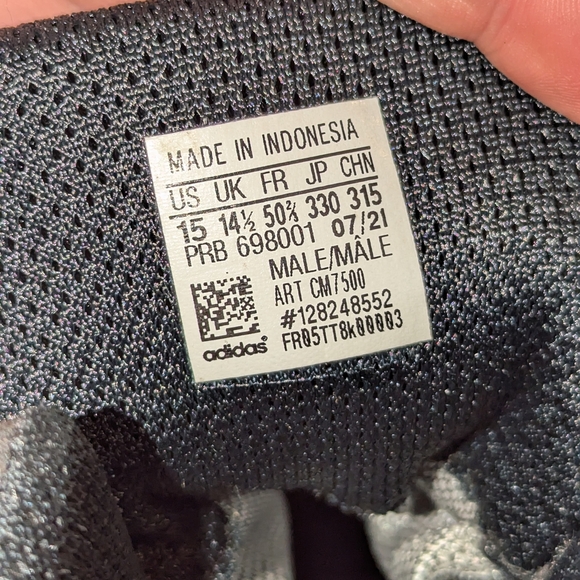 MADE IN INDONESIA
US UK FR JP CHN
15 14½ 50⅔ 330 315
PRB 698001 07/21
MALE/MÂLE
ART CM7500
#128248552
FR05TT8k00003
adidas®